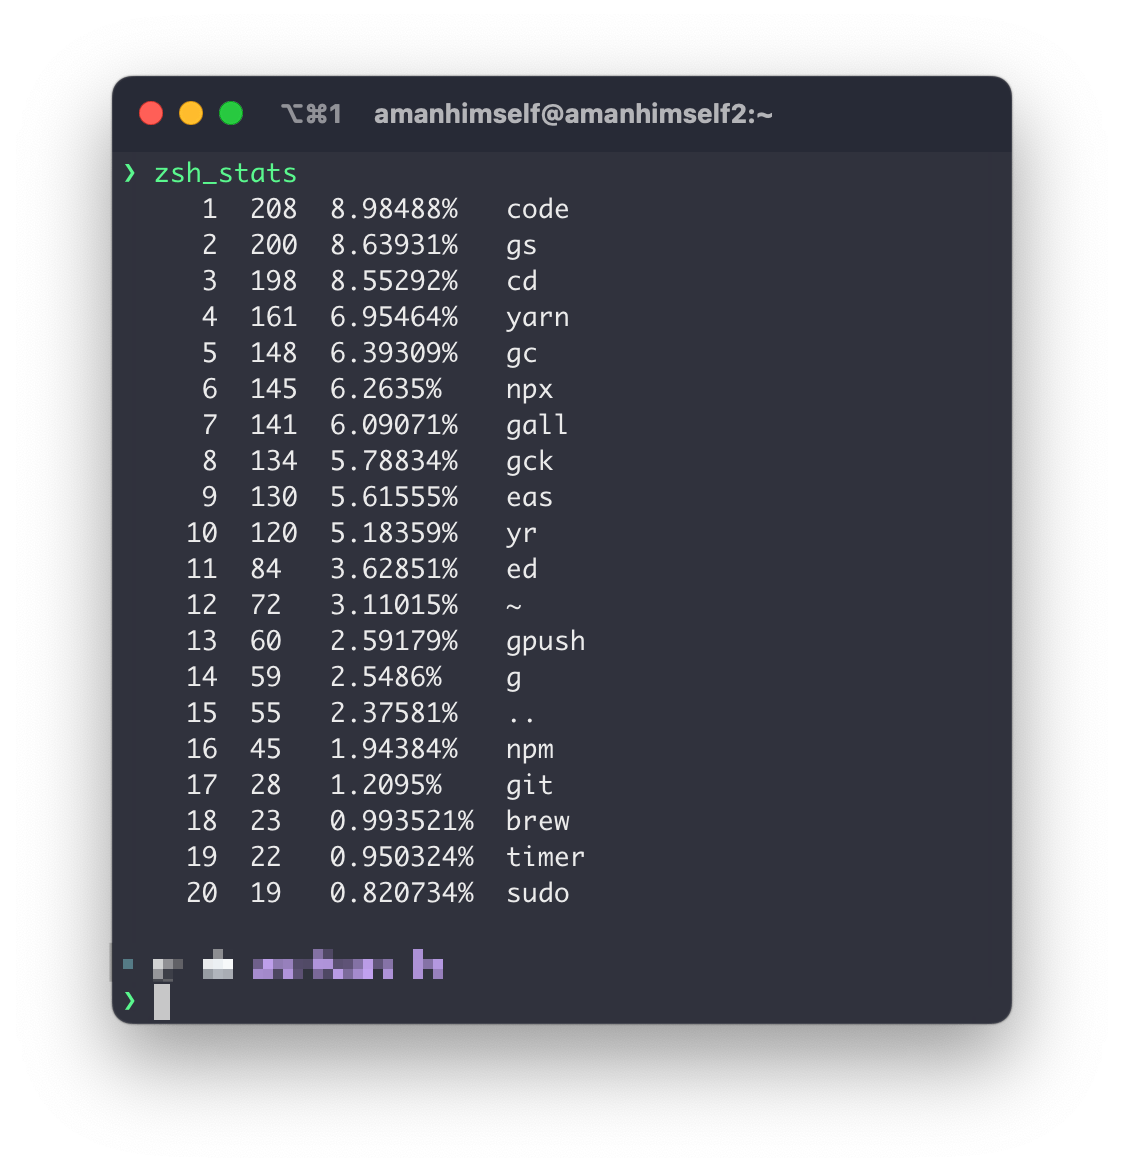 ⌥⌘1 amanhimself@amanhimself2:~
❯ zsh_stats
1 208 8.98488% code
2 200 8.63931% gs
3 198 8.55292% cd
4 161 6.95464% yarn
5 148 6.39309% gc
6 145 6.2635% npx
7 141 6.09071% gall
8 134 5.78834% gck
9 130 5.61555% eas
10 120 5.18359% yr
11 84 3.62851% ed
12 72 3.11015% ~
13 60 2.59179% gpush
14 59 2.5486% g
15 55 2.37581% ..
16 45 1.94384% npm
17 28 1.2095% git
18 23 0.993521% brew
19 22 0.950324% timer
20 19 0.820734% sudo
❯